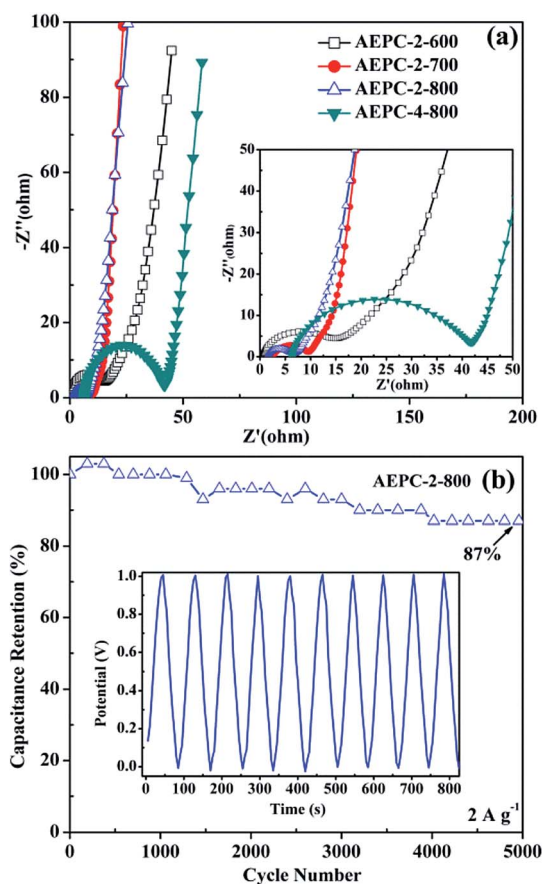 100
80
60
40
20
0
-Z''(ohm)
(a)
AEPC-2-600
AEPC-2-700
AEPC-2-800
AEPC-4-800
50
40
30
20
10
0
-Z''(ohm)
0 5 10 15 20 25 30 35 40 45 50
Z'(ohm)
0 50 100 150 200
Z'(ohm)
100
80
60
40
20
0
Capacitance Retention (%)
AEPC-2-800 (b)
87%
1.0
0.8
0.6
0.4
0.2
0.0
Potential (V)
0 100 200 300 400 500 600 700 800
Time (s)
2 A g-1
0 1000 2000 3000 4000 5000
Cycle Number